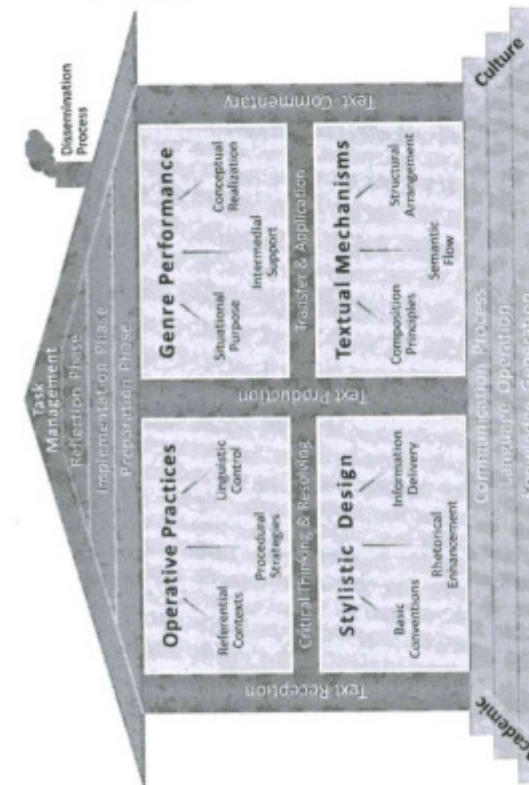 Dissemination
Process
Task
Management
Reflection Phase
Implementation Phase
Preparation Phase
Text Reception
Operative Practices
Referential
Contexts
Procedural
Strategies
Linguistic
Control
Critical Thinking & Resolving
Stylistic Design
Basic
Conventions
Rhetorical
Enhancement
Information
Delivery
Text Production
Genre Performance
Situational
Purpose
Intermedial
Support
Conceptual
Realization
Transfer & Application
Textual Mechanisms
Composition
Principles
Semantic
Flow
Structural
Arrangement
Text Commentary
Communication Process
Language Operation
Academic
Culture